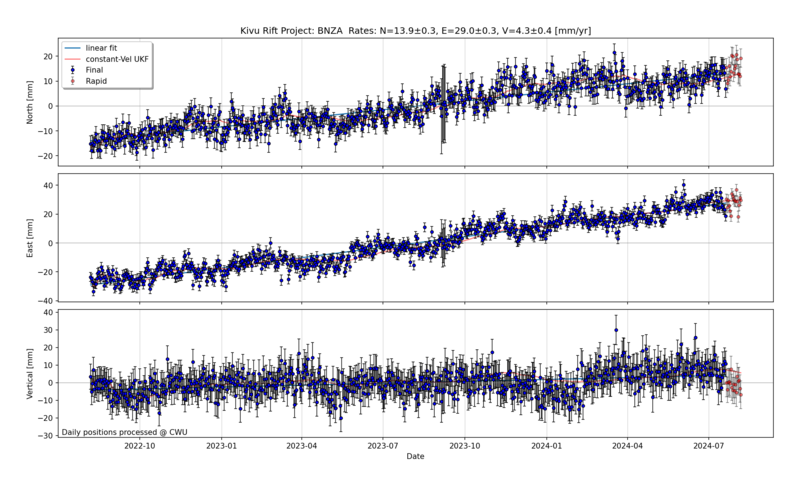 Kivu Rift Project: BNZA  Rates: N=13.9±0.3, E=29.0±0.3, V=4.3±0.4 [mm/yr]
linear fit
constant-Vel UKF
Final
Rapid
North [mm]
20
10
0
−10
−20
East [mm]
40
20
0
−20
−40
Vertical [mm]
40
30
20
10
0
−10
−20
−30
Daily positions processed @ CWU
2022-10
2023-01
2023-04
2023-07
2023-10
2024-01
2024-04
2024-07
Date